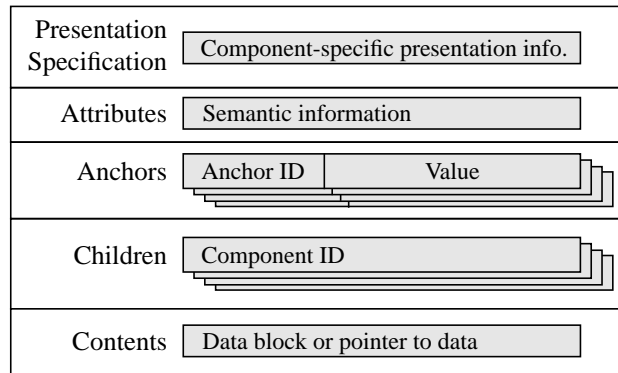 Presentation
Specification
Component-specific presentation info.
Attributes
Semantic information
Anchors
Anchor ID
Value
Children
Component ID
Contents
Data block or pointer to data